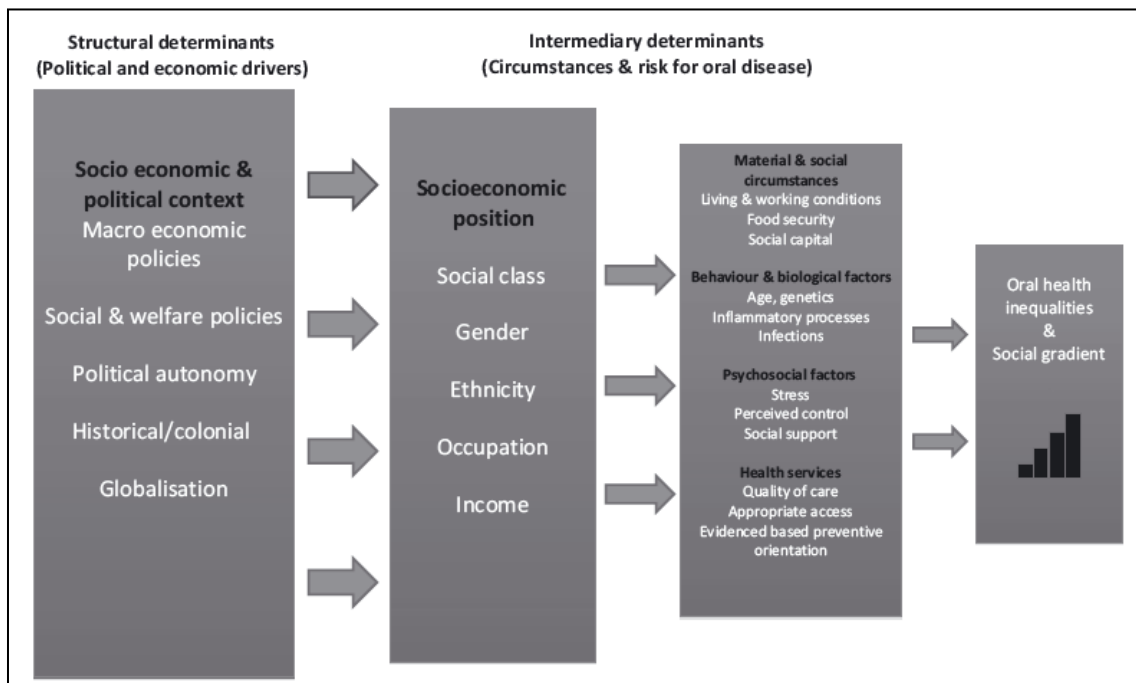 Structural determinants
(Political and economic drivers)
Intermediary determinants
(Circumstances & risk for oral disease)
Socio economic &
political context
Macro economic
policies
Social & welfare policies
Political autonomy
Historical/colonial
Globalisation
Socioeconomic
position
Social class
Gender
Ethnicity
Occupation
Income
Material & social
circumstances
Living & working conditions
Food security
Social capital
Behaviour & biological factors
Age, genetics
Inflammatory processes
Infections
Psychosocial factors
Stress
Perceived control
Social support
Health services
Quality of care
Appropriate access
Evidenced based preventive
orientation
Oral health
inequalities
&
Social gradient